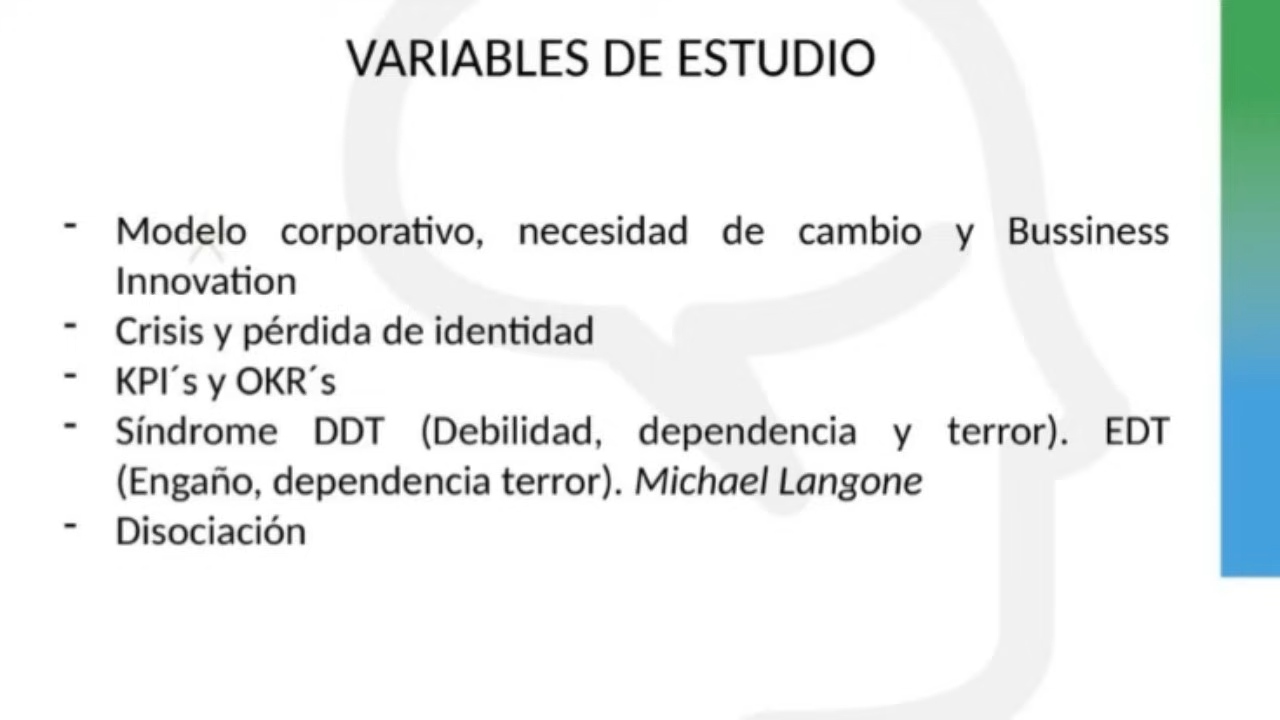 VARIABLES DE ESTUDIO
- Modelo corporativo, necesidad de cambio y Bussiness
Innovation
- Crisis y pérdida de identidad
- KPI´s y OKR´s
- Síndrome DDT (Debilidad, dependencia y terror). EDT
(Engaño, dependencia terror). Michael Langone
- Disociación